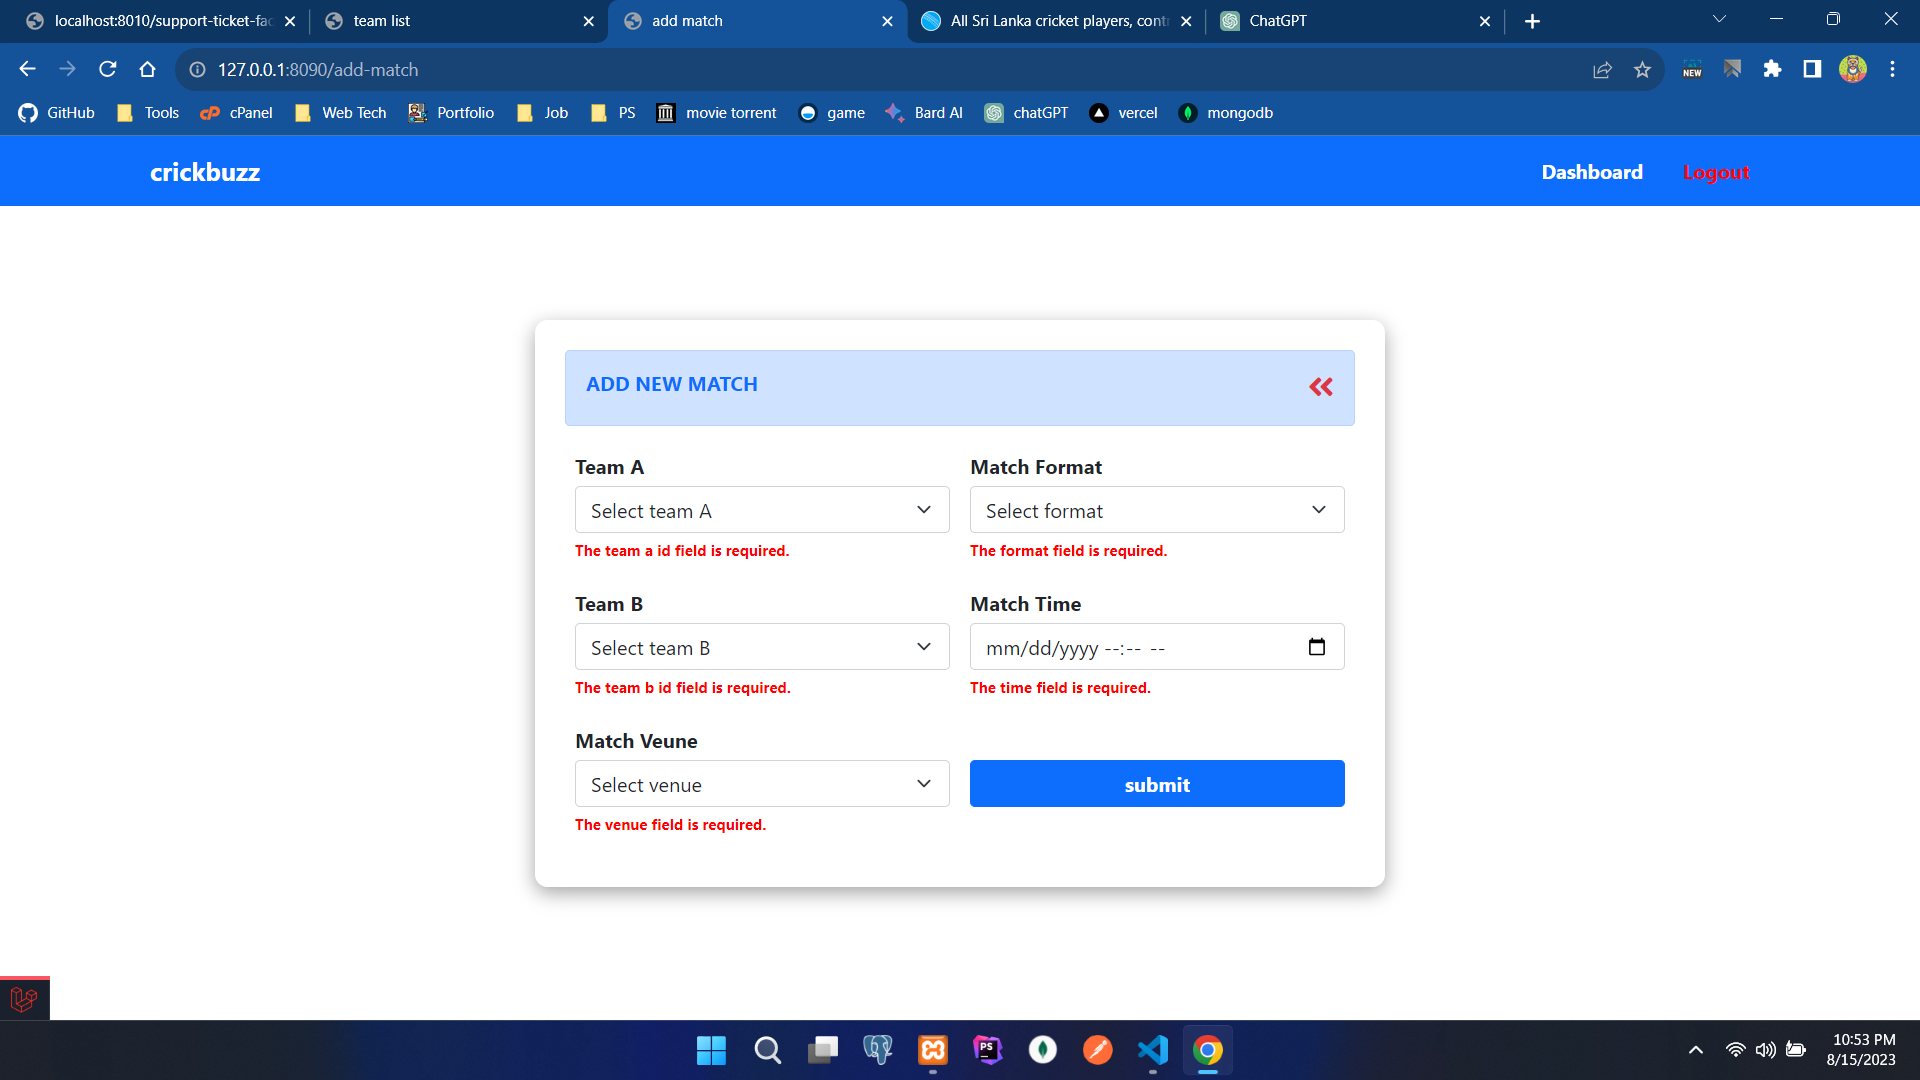 localhost:8010/support-ticket-fac
team list
add match
All Sri Lanka cricket players, contr
ChatGPT
127.0.0.1:8090/add-match
NEW
GitHub
Tools
cPanel
Web Tech
Portfolio
Job
PS
movie torrent
game
Bard AI
chatGPT
vercel
mongodb
crickbuzz
Dashboard
Logout
ADD NEW MATCH
Team A
Match Format
Select team A
Select format
The team a id field is required.
The format field is required.
Team B
Match Time
Select team B
mm/dd/yyyy --:-- --
The team b id field is required.
The time field is required.
Match Veune
Select venue
submit
The venue field is required.
PS
10:53 PM
8/15/2023